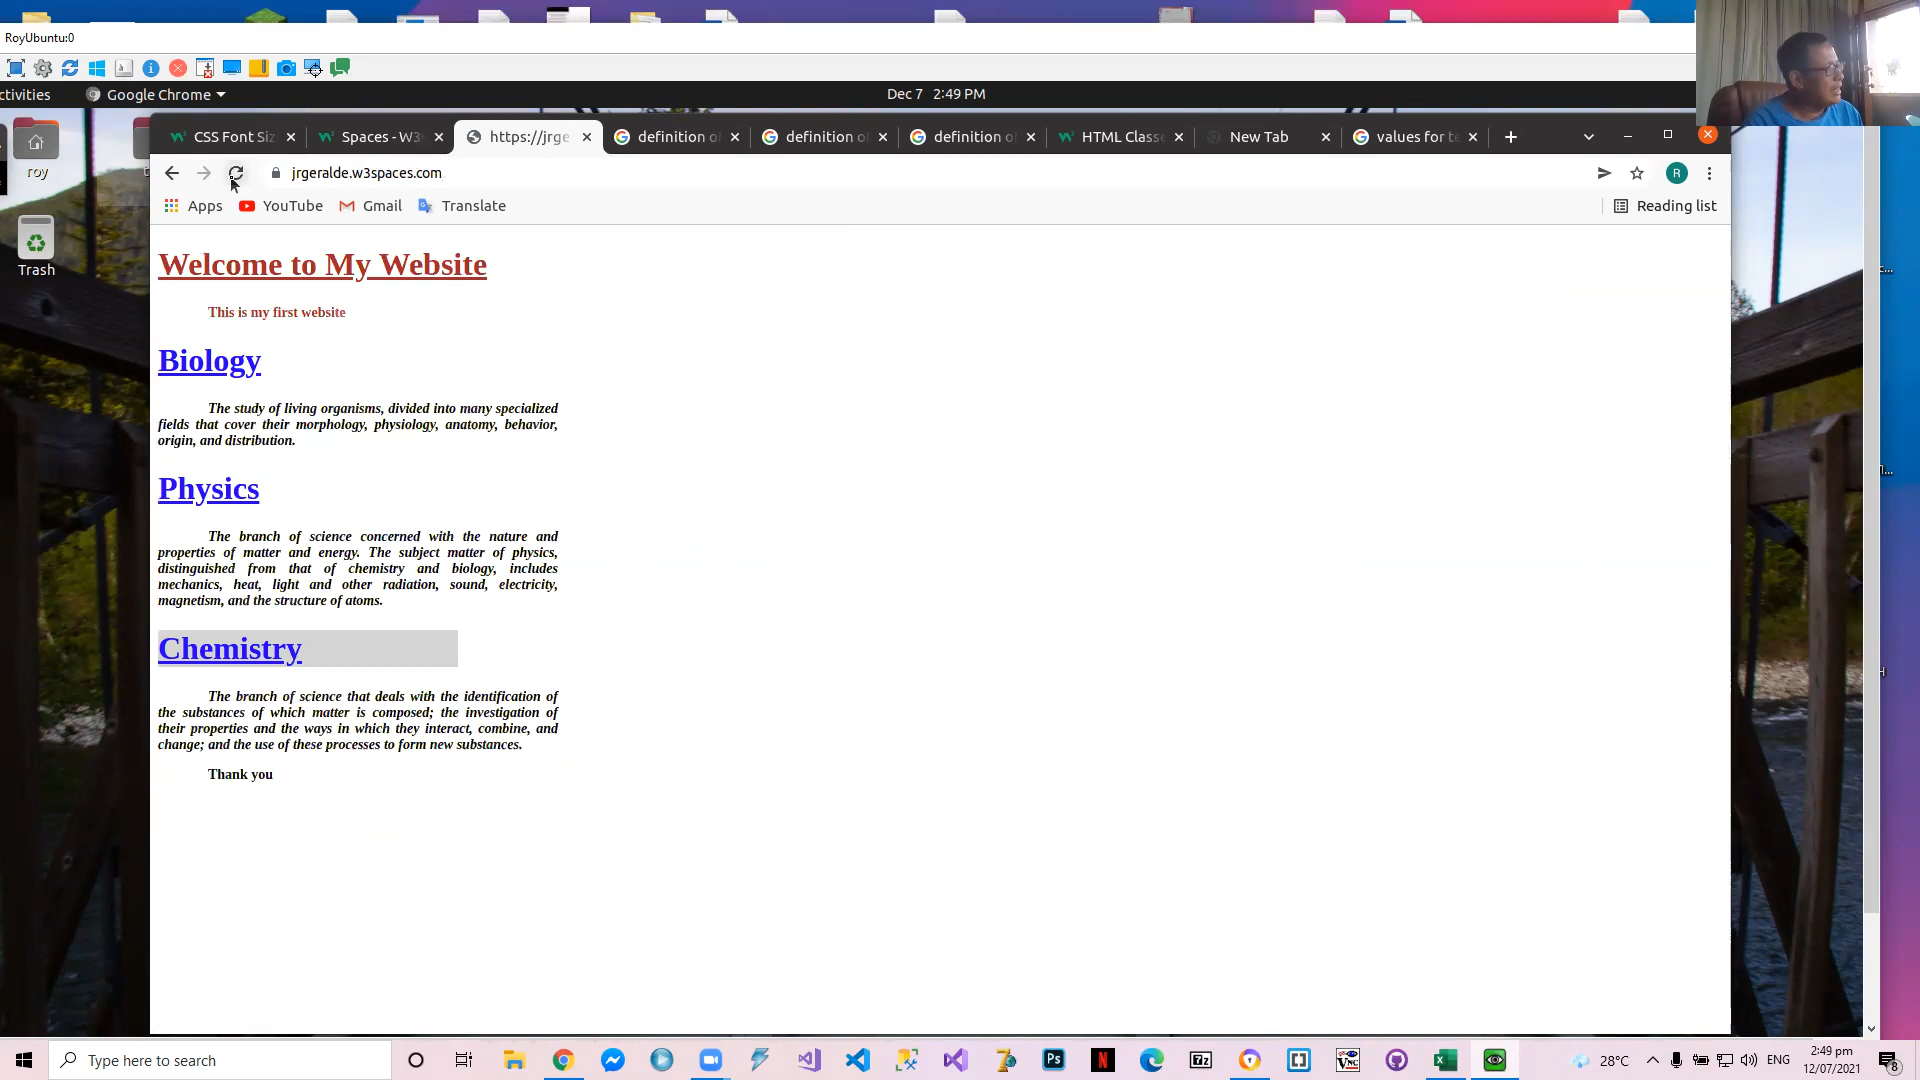 RoyUbuntu:0
ctivities
Google Chrome
Dec 7 2:49 PM
CSS Font Siz
Spaces - W3
https://jrge
definition o
definition of
definition o
HTML Classe
New Tab
values for te
jrgeralde.w3spaces.com
R
Apps
YouTube
Gmail
Translate
Reading list
roy
Trash
Welcome to My Website
This is my first website
Biology
The study of living organisms, divided into many specialized
fields that cover their morphology, physiology, anatomy, behavior,
origin, and distribution.
Physics
The branch of science concerned with the nature and
properties of matter and energy. The subject matter of physics,
distinguished from that of chemistry and biology, includes
mechanics, heat, light and other radiation, sound, electricity,
magnetism, and the structure of atoms.
Chemistry
The branch of science that deals with the identification of
the substances of which matter is composed; the investigation of
their properties and the ways in which they interact, combine, and
change; and the use of these processes to form new substances.
Thank you
Type here to search
Ps
N
7z
28°C
ENG
2:49 pm
12/07/2021
8